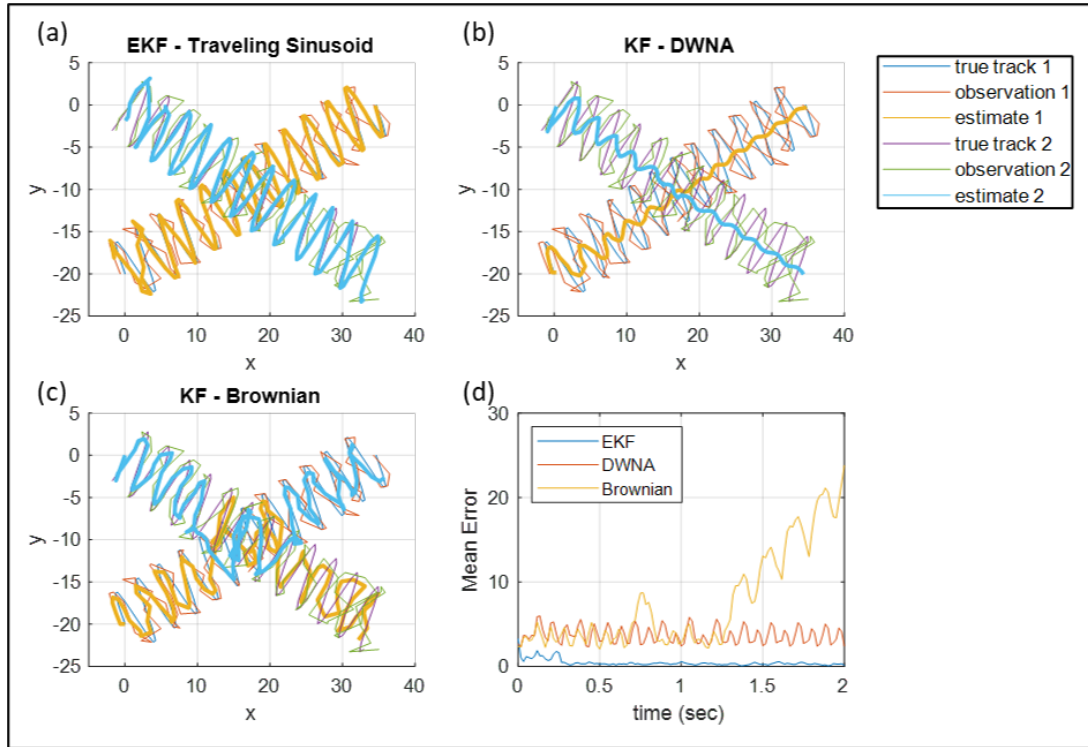 (a)
EKF - Traveling Sinusoid
5
0
-5
-10
-15
-20
-25
y
0
10
20
30
40
x
(b)
KF - DWNA
5
0
-5
-10
-15
-20
-25
y
0
10
20
30
40
x
true track 1
observation 1
estimate 1
true track 2
observation 2
estimate 2
(c)
KF - Brownian
5
0
-5
-10
-15
-20
-25
y
0
10
20
30
40
x
(d)
30
20
10
0
Mean Error
EKF
DWNA
Brownian
0
0.5
1
1.5
2
time (sec)